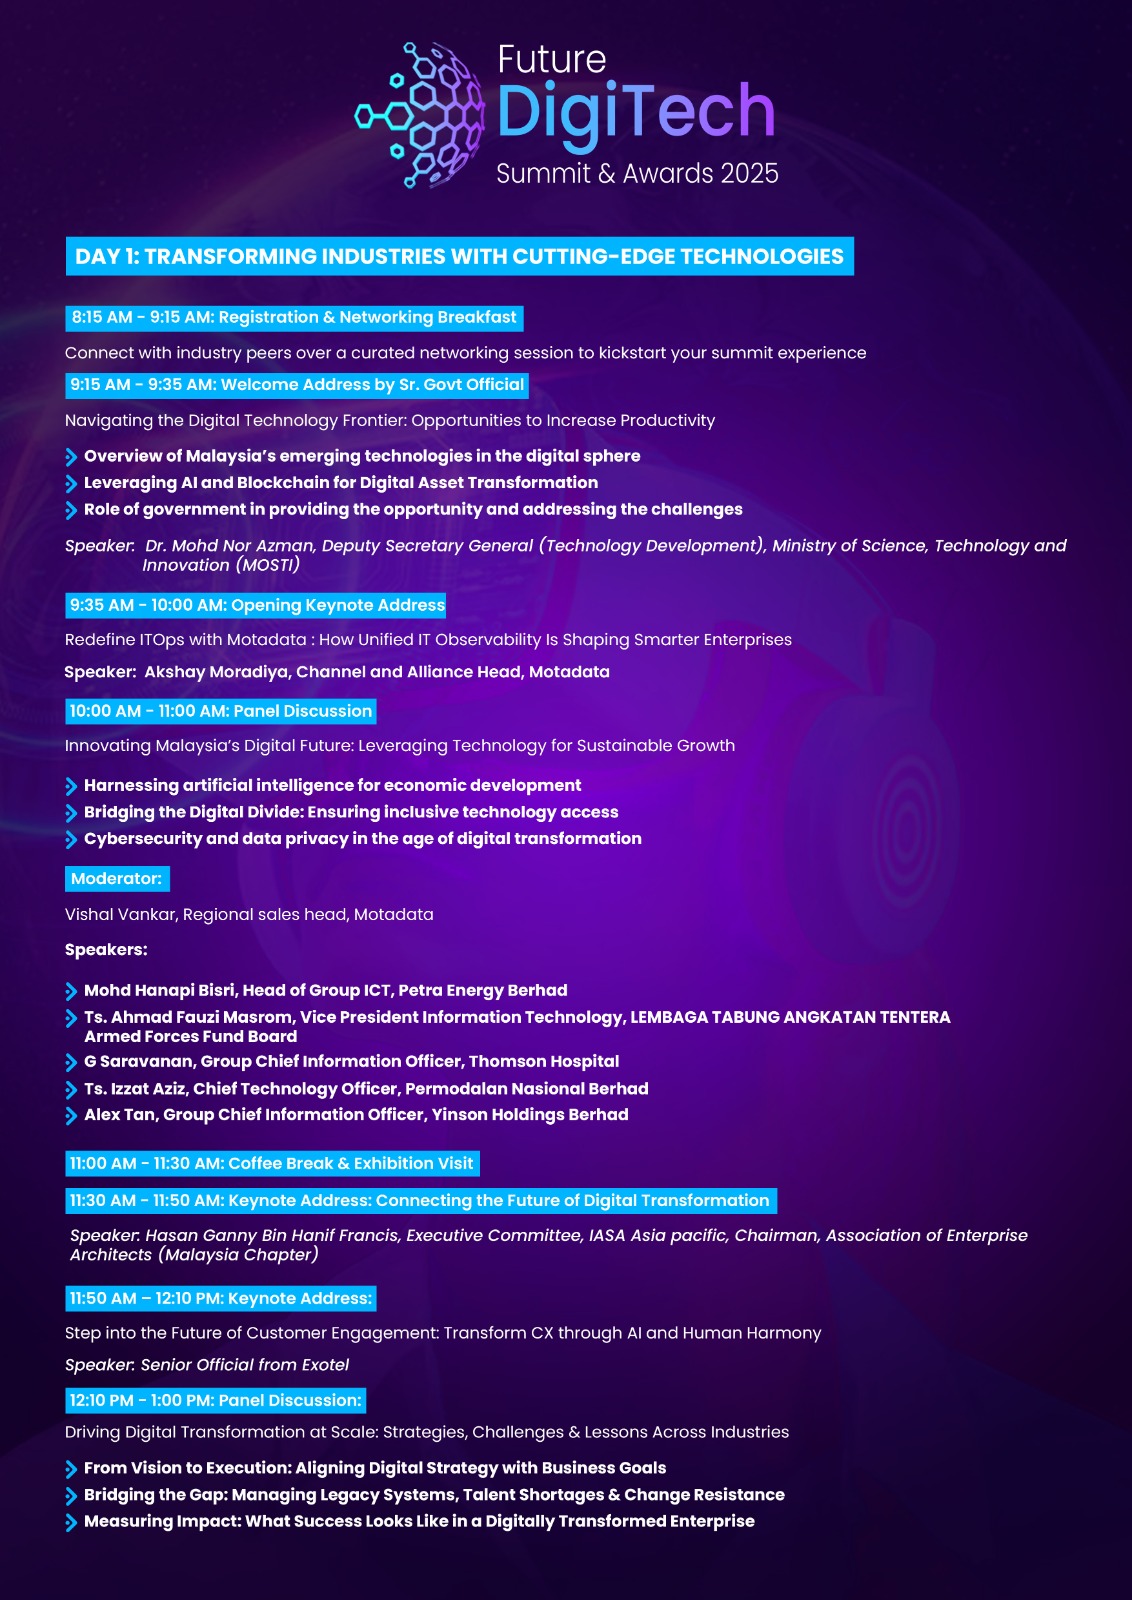 Future
DigiTech
Summit & Awards 2025
DAY 1: TRANSFORMING INDUSTRIES WITH CUTTING-EDGE TECHNOLOGIES
8:15 AM - 9:15 AM: Registration & Networking Breakfast
Connect with industry peers over a curated networking session to kickstart your summit experience
9:15 AM - 9:35 AM: Welcome Address by Sr. Govt Official
Navigating the Digital Technology Frontier: Opportunities to Increase Productivity
Overview of Malaysia's emerging technologies in the digital sphere
Leveraging AI and Blockchain for Digital Asset Transformation
Role of government in providing the opportunity and addressing the challenges
Speaker: Dr. Mohd Nor Azman, Deputy Secretary General (Technology Development), Ministry of Science, Technology and
Innovation (MOSTI)
9:35 AM - 10:00 AM: Opening Keynote Address
Redefine ITOps with Motadata : How Unified IT Observability Is Shaping Smarter Enterprises
Speaker: Akshay Moradiya, Channel and Alliance Head, Motadata
10:00 AM - 11:00 AM: Panel Discussion
Innovating Malaysia's Digital Future: Leveraging Technology for Sustainable Growth
Harnessing artificial intelligence for economic development
Bridging the Digital Divide: Ensuring inclusive technology access
Cybersecurity and data privacy in the age of digital transformation
Moderator:
Vishal Vankar, Regional sales head, Motadata
Speakers:
Mohd Hanapi Bisri, Head of Group ICT, Petra Energy Berhad
Ts. Ahmad Fauzi Masrom, Vice President Information Technology, LEMBAGA TABUNG ANGKATAN TENTERA
Armed Forces Fund Board
G Saravanan, Group Chief Information Officer, Thomson Hospital
Ts. Izzat Aziz, Chief Technology Officer, Permodalan Nasional Berhad
Alex Tan, Group Chief Information Officer, Yinson Holdings Berhad
11:00 AM - 11:30 AM: Coffee Break & Exhibition Visit
11:30 AM - 11:50 AM: Keynote Address: Connecting the Future of Digital Transformation
Speaker: Hasan Ganny Bin Hanif Francis, Executive Committee, IASA Asia pacific, Chairman, Association of Enterprise
Architects (Malaysia Chapter)
11:50 AM – 12:10 PM: Keynote Address:
Step into the Future of Customer Engagement: Transform CX through AI and Human Harmony
Speaker: Senior Official from Exotel
12:10 PM - 1:00 PM: Panel Discussion:
Driving Digital Transformation at Scale: Strategies, Challenges & Lessons Across Industries
From Vision to Execution: Aligning Digital Strategy with Business Goals
Bridging the Gap: Managing Legacy Systems, Talent Shortages & Change Resistance
Measuring Impact: What Success Looks Like in a Digitally Transformed Enterprise